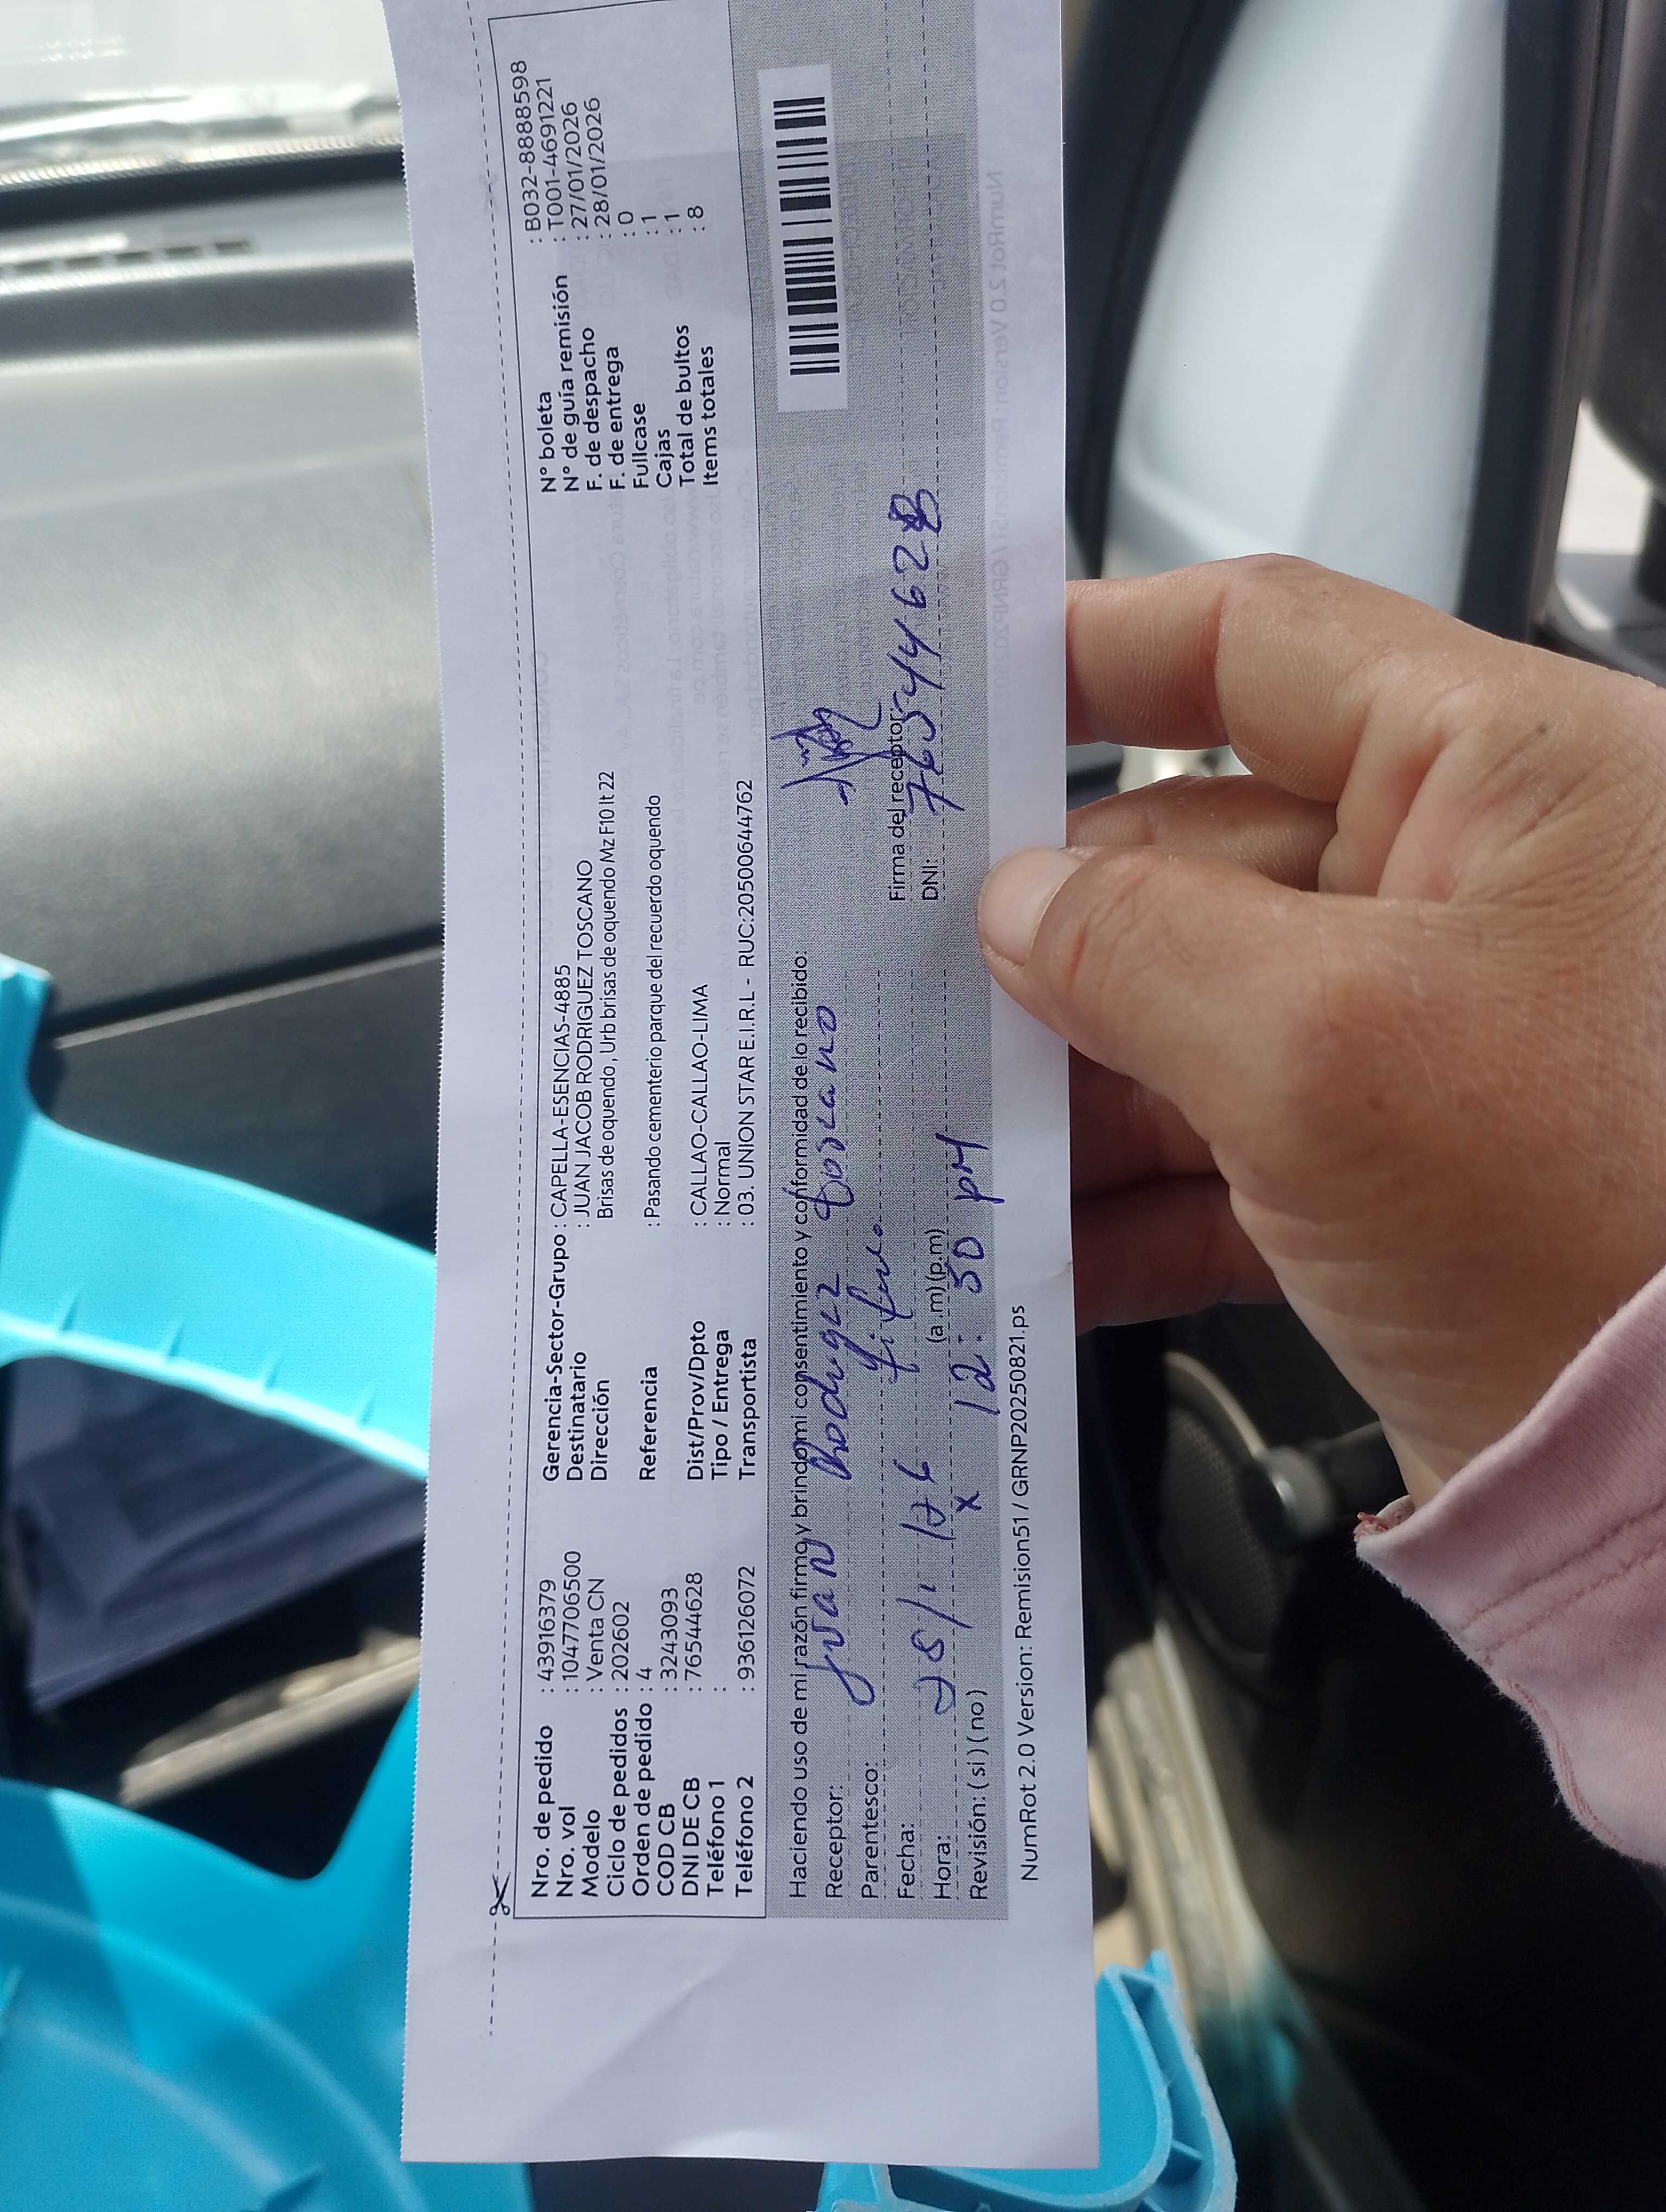 Nro. de pedido : 43916379
Nro. vol : 1047706500
Modelo : Venta CN
Ciclo de pedidos : 202602
Orden de pedido : 4
COD CB : 3243093
DNI DE CB : 76544628
Teléfono 1 :
Teléfono 2 : 936126072
Gerencia-Sector-Grupo : CAPELLA-ESENCIAS-4885
Destinatario : JUAN JACOB RODRIGUEZ TOSCANO
Dirección Brisas de oquendo , Urb brisas de oquendo Mz F10 lt 22
Referencia : Pasando cementerio parque del recuerdo oquendo
Dist/Prov/Dpto : CALLAO-CALLAO-LIMA
Tipo / Entrega : Normal
Transportista : 03. UNION STAR E.I.R.L - RUC:20500644762
N° boleta : B032-8888598
N° de guía remisión : T001-4691221
F. de despacho : 27/01/2026
F. de entrega : 28/01/2026
Fullcase : 0
Cajas : 1
Total de bultos : 1
Items totales : 8
Haciendo uso de mi razón firmo y brindo mi consentimiento y conformidad de lo recibido:
Receptor: Juan Rodugez Toscano
Parentesco:
Fecha:
Hora: (a.m) (p.m) 12:30 pM
Revisión: ( si ) ( no ) x
Firma del receptor
DNI: 76544628
NumRot 2.0 Version: Remision51 / GRNP20250821.ps